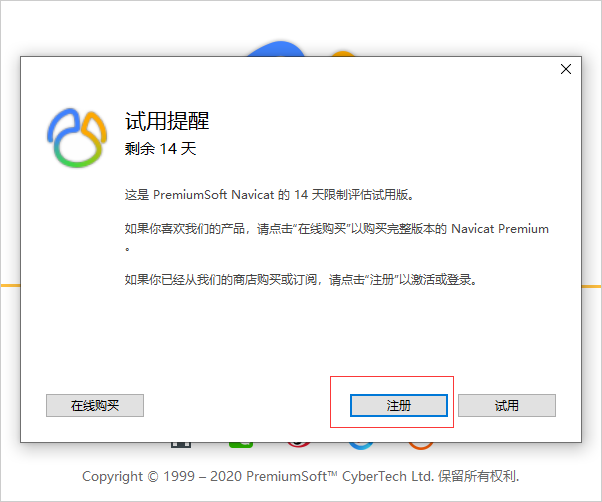 试用提醒
剩余 14 天
这是 PremiumSoft Navicat 的 14 天限制评估试用版。
如果你喜欢我们的产品，请点击“在线购买”以购买完整版本的 Navicat Premium
。
如果你已经从我们的商店购买或订阅，请点击“注册”以激活或登录。
在线购买
注册
试用
Copyright © 1999 – 2020 PremiumSoft™ CyberTech Ltd. 保留所有权利.